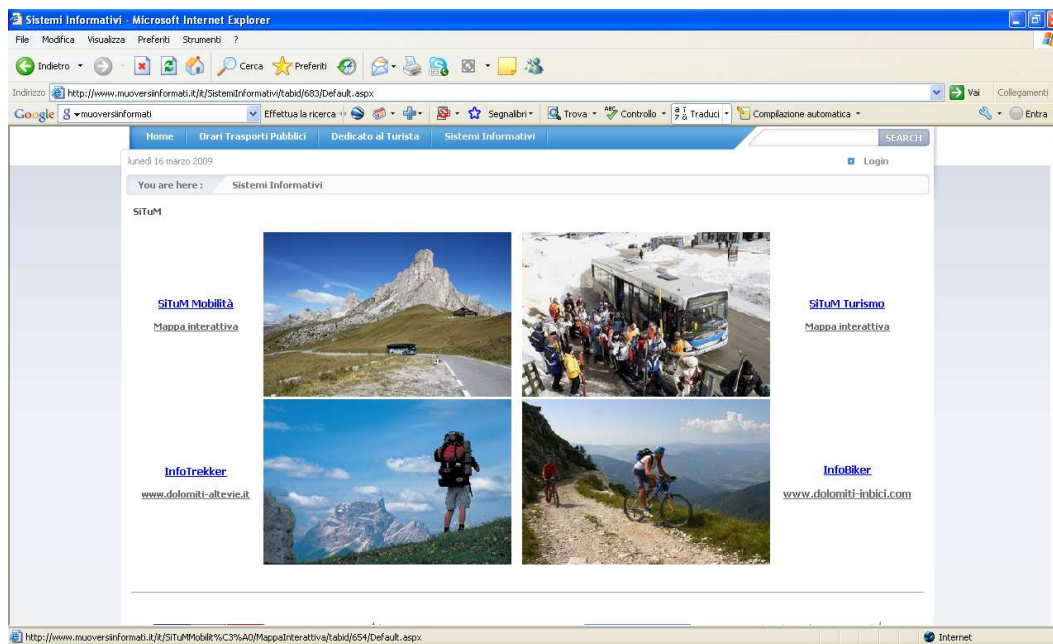 Sistemi Informativi - Microsoft Internet Explorer
File Modifica Visualizza Preferiti Strumenti ?
Indietro Cerca Preferiti
Indirizzo http://www.muoversiinformati.it/it/SistemiInformativi/tabid/683/Default.aspx Vai Collegamenti
Google muoversiinformati Effettua la ricerca Segnalibri Trova ABC Controllo Traduci Compilazione automatica Entra
Home Orari Trasporti Pubblici Dedicato al Turista Sistemi Informativi SEARCH
lunedì 16 marzo 2009 Login
You are here : Sistemi Informativi
SiTuM
SiTuM Mobilità
Mappa interattiva
SiTuM Turismo
Mappa interattiva
InfoTrekker
www.dolomiti-altevie.it
InfoBiker
www.dolomiti-inbici.com
http://www.muoversiinformati.it/it/SiTuMMobilit%C3%A0/MappaInterattiva/tabid/654/Default.aspx Internet